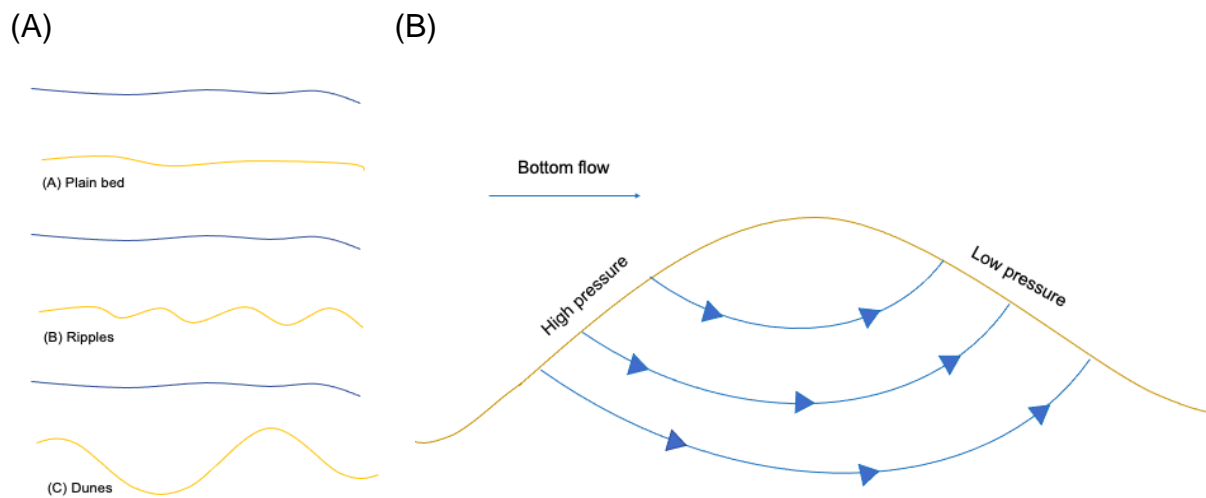 (A)
(B)
(A) Plain bed
(B) Ripples
(C) Dunes
Bottom flow
High pressure
Low pressure